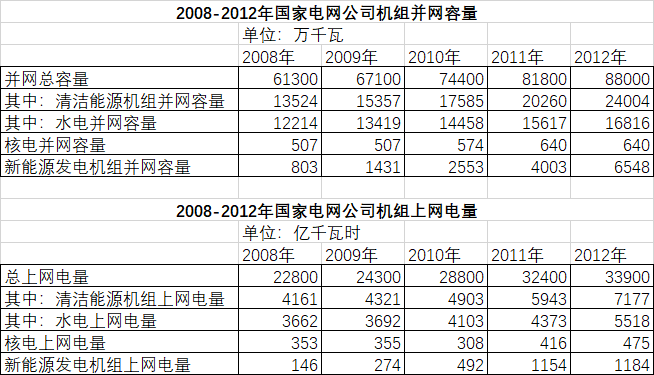 2008-2012年国家电网公司机组并网容量
单位：万千瓦
2008年 2009年 2010年 2011年 2012年
并网总容量 61300 67100 74400 81800 88000
其中：清洁能源机组并网容量 13524 15357 17585 20260 24004
其中：水电并网容量 12214 13419 14458 15617 16816
核电并网容量 507 507 574 640 640
新能源发电机组并网容量 803 1431 2553 4003 6548
2008-2012年国家电网公司机组上网电量
单位：亿千瓦时
2008年 2009年 2010年 2011年 2012年
总上网电量 22800 24300 28800 32400 33900
其中：清洁能源机组上网电量 4161 4321 4903 5943 7177
其中：水电上网电量 3662 3692 4103 4373 5518
核电上网电量 353 355 308 416 475
新能源发电机组上网电量 146 274 492 1154 1184